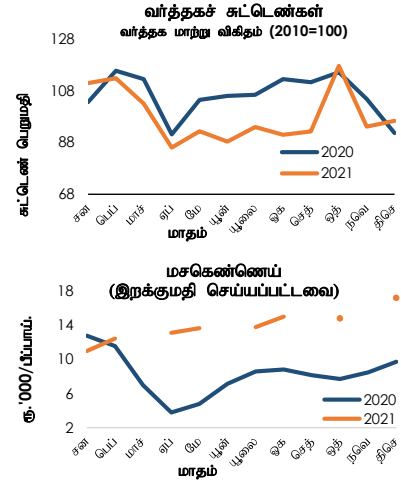 வர்த்தகச் சுட்டெண்கள்
வர்த்தக மாற்று விகிதம் (2010=100)
128
108
88
68
சுட்டெண் பெறுமதி
2020
2021
சன
பெப்
மாச்
ஏப்
மே
யூன்
யூலை
ஓக
செத்
ஒத்
நவெ
திசெ
மாதம்
மசகெண்ணெய்
(இறக்குமதி செய்யப்பட்டவை)
18
14
10
6
2
ரூ.'000/பீப்பாய்.
2020
2021
சன
பெப்
மாச்
ஏப்
மே
யூன்
யூலை
ஓக
செத்
ஒத்
நவெ
திசெ
மாதம்